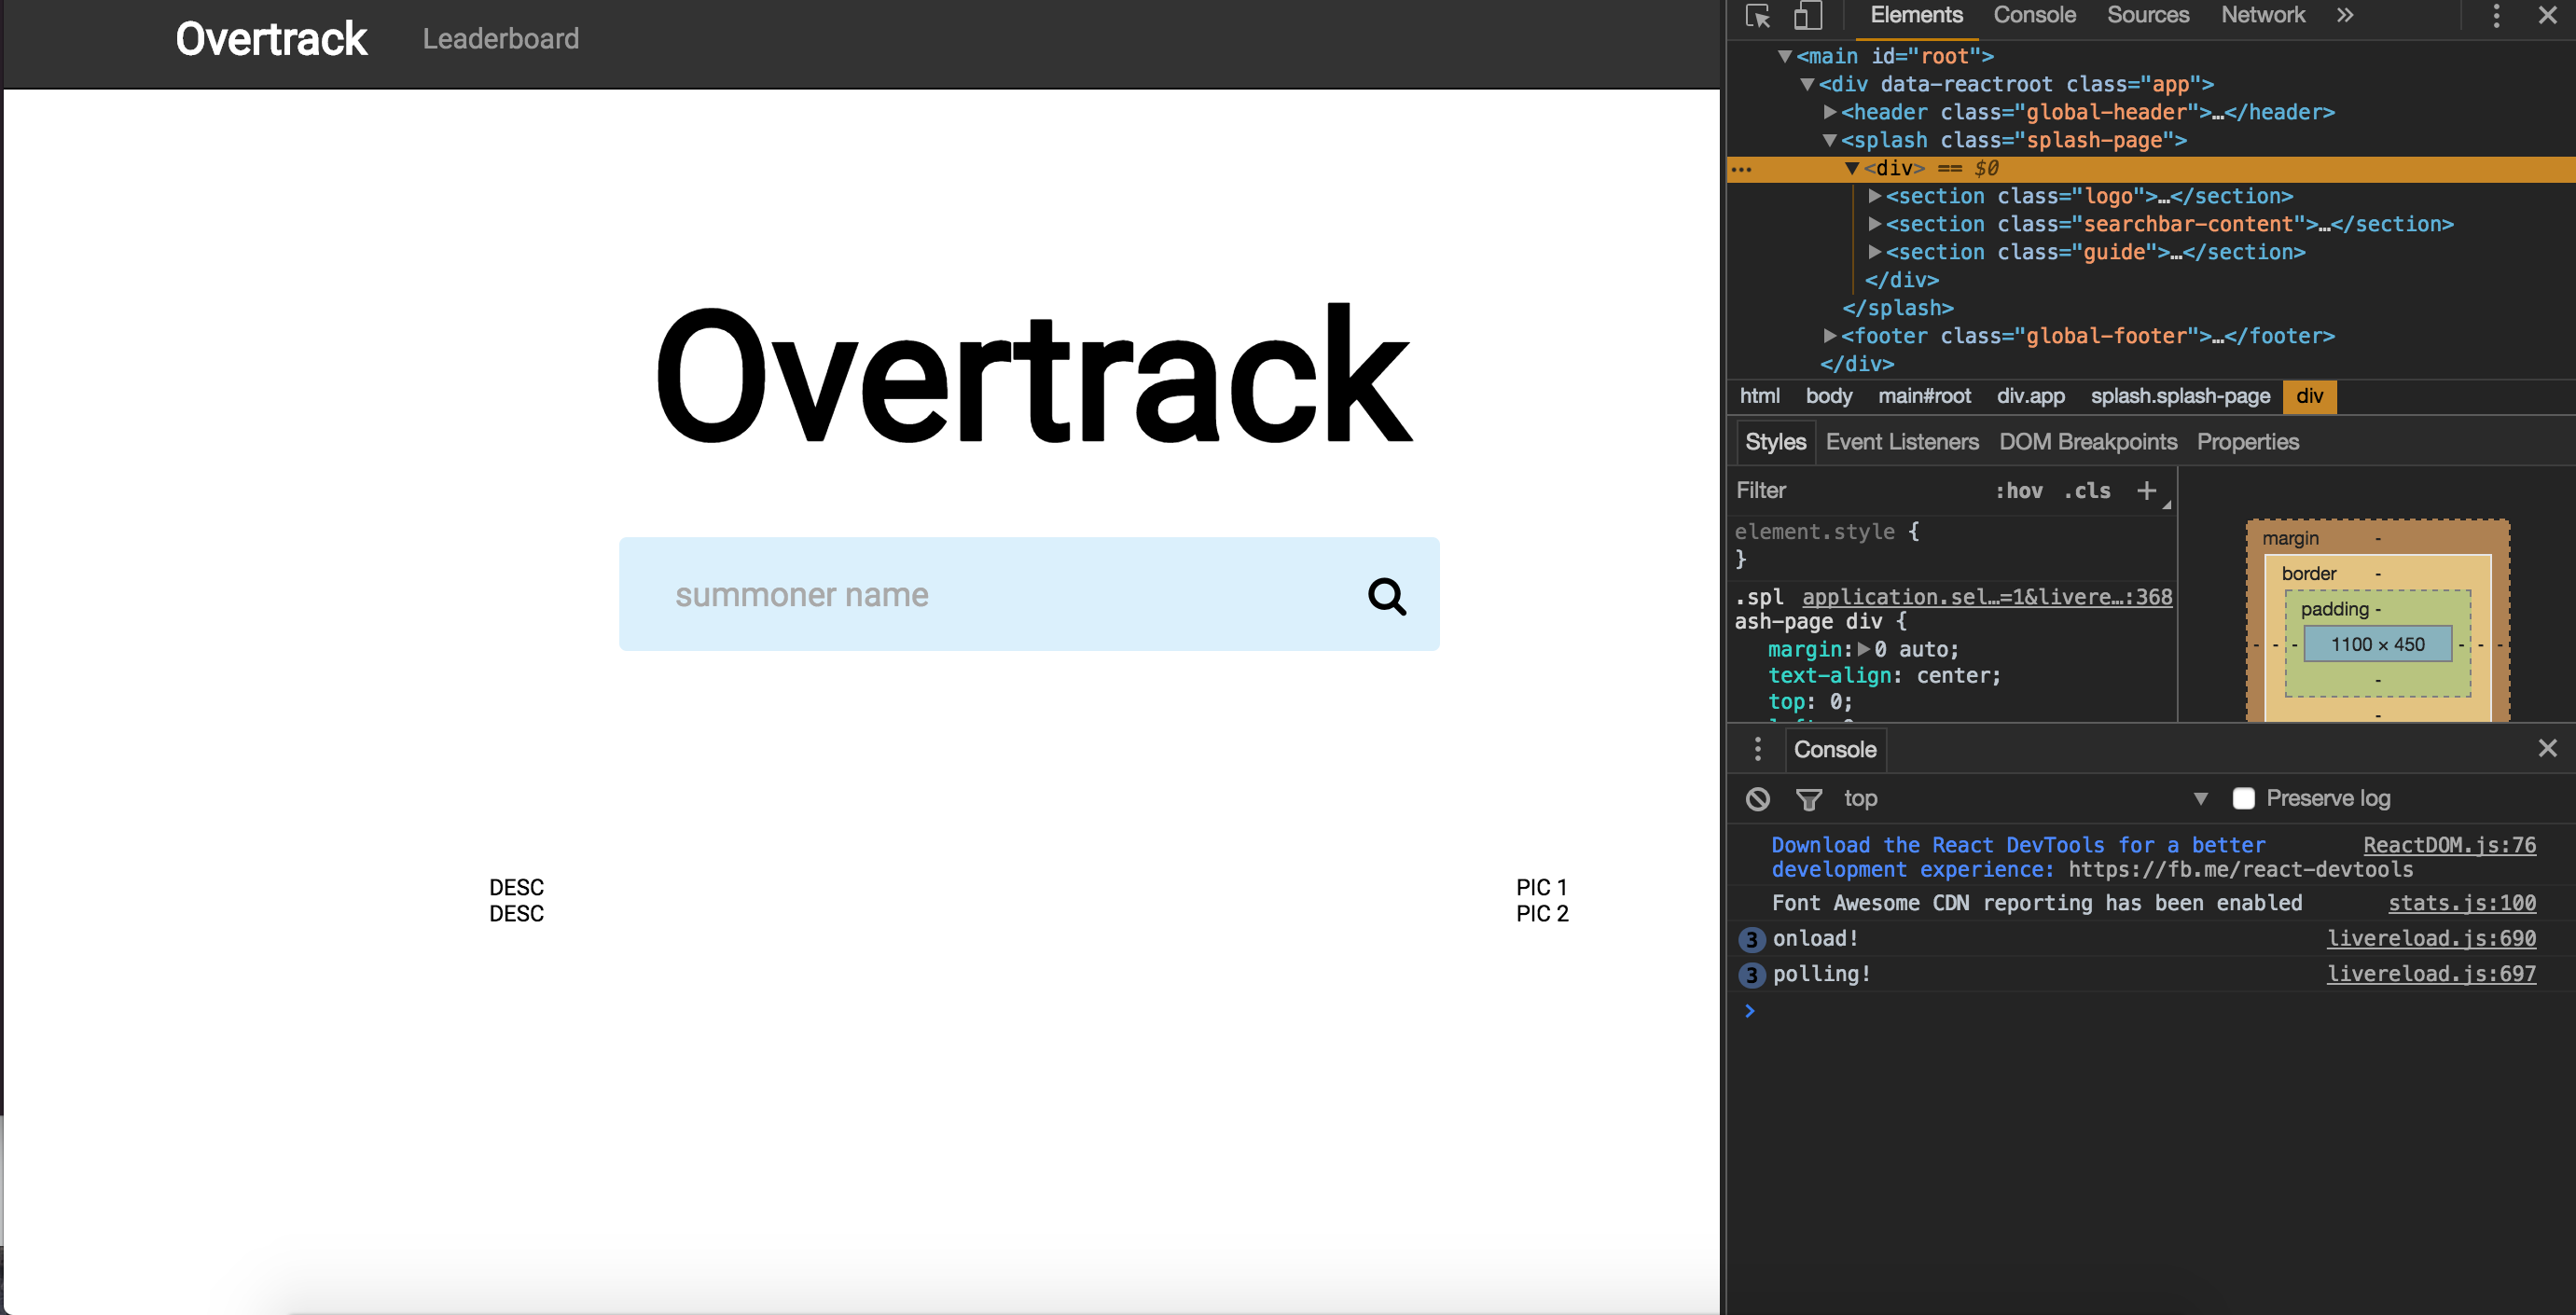 Overtrack Leaderboard
Overtrack
summoner name
DESC PIC 1
DESC PIC 2
Elements Console Sources Network »
<main id="root">
<div data-reactroot class="app">
<header class="global-header">…</header>
<splash class="splash-page">
… <div> == $0
<section class="logo">…</section>
<section class="searchbar-content">…</section>
<section class="guide">…</section>
</div>
</splash>
<footer class="global-footer">…</footer>
</div>
html body main#root div.app splash.splash-page div
Styles Event Listeners DOM Breakpoints Properties
Filter :hov .cls +
element.style {
}
.spl application.sel…=1&livere…:368
ash-page div {
margin: 0 auto;
text-align: center;
top: 0;
margin -
border -
padding -
- - - 1100 × 450 - - -
-
-
Console
top Preserve log
Download the React DevTools for a better ReactDOM.js:76
development experience: https://fb.me/react-devtools
Font Awesome CDN reporting has been enabled stats.js:100
3 onload! livereload.js:690
3 polling! livereload.js:697
>